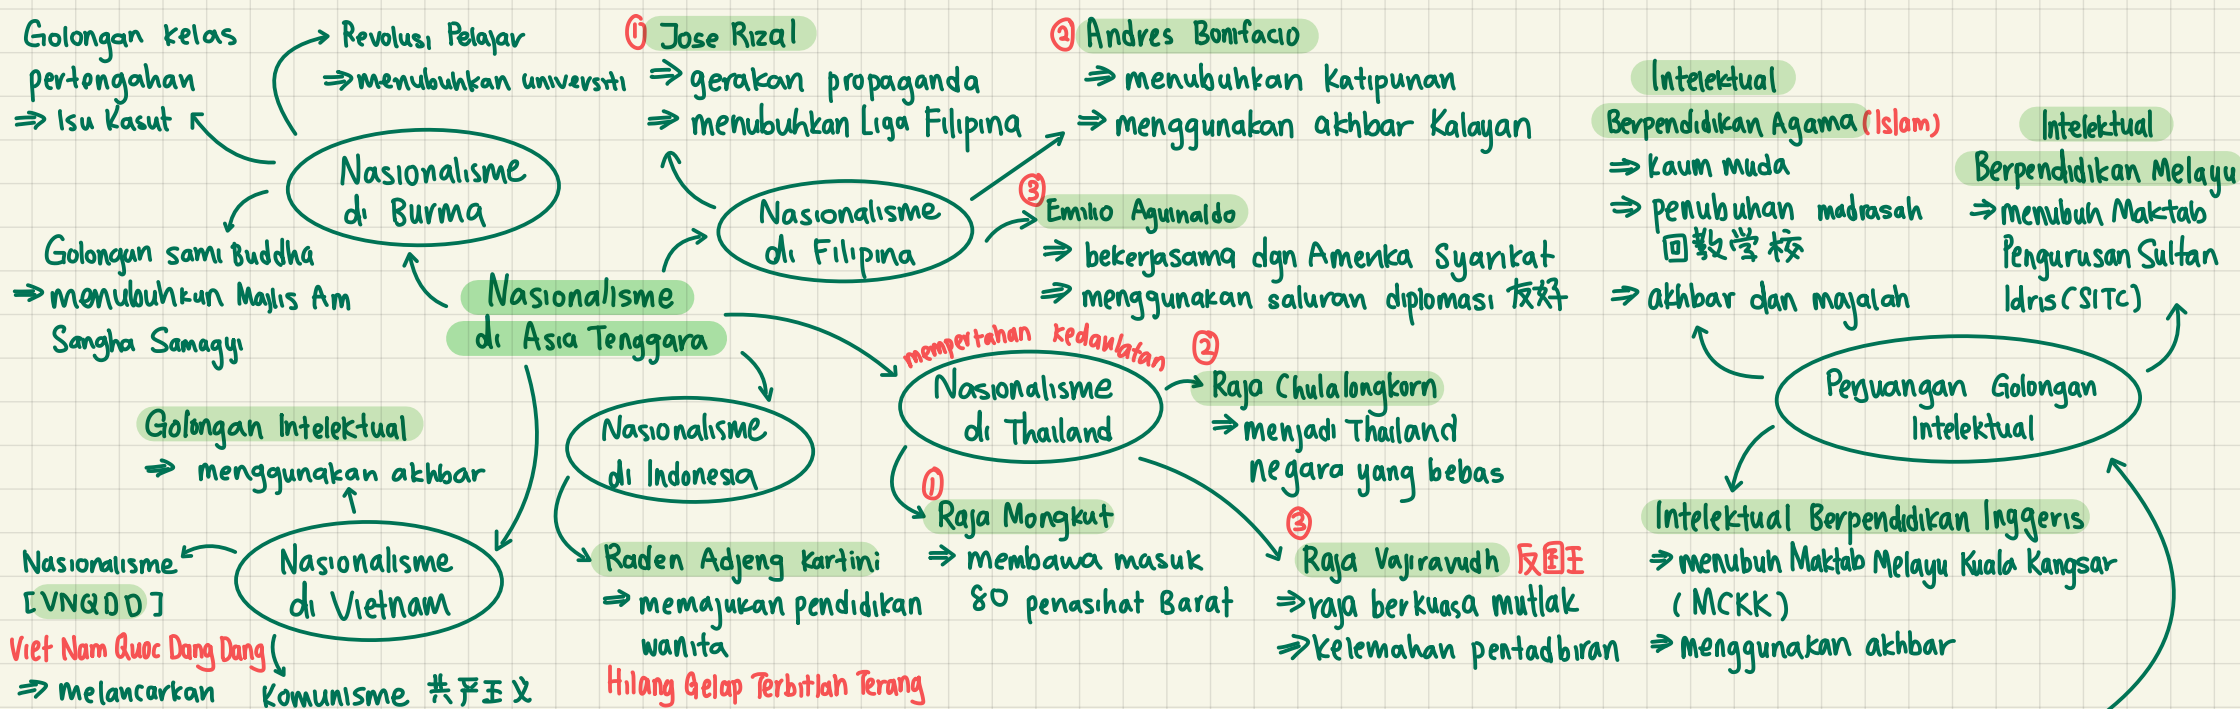 Golongan kelas
pertengahan
⇒ Isu Kasut
Revolusi Pelajar
⇒ menubuhkan universiti
Nasionalisme
di Burma
Golongan sami Buddha
⇒ menubuhkan Majlis Am
Sangha Samagyi
① Jose Rizal
⇒ gerakan propaganda
⇒ menubuhkan Liga Filipina
② Andres Bonifacio
⇒ menubuhkan Katipunan
⇒ menggunakan akhbar Kalayan
Nasionalisme
di Filipina
③ Emilio Aguinaldo
⇒ bekerjasama dgn Amerika Syarikat
⇒ menggunakan saluran diplomasi 友好
Nasionalisme
di Asia Tenggara
mempertahan kedaulatan
Nasionalisme
di Thailand
② Raja Chulalongkorn
⇒ menjadi Thailand
negara yang bebas
① Raja Mongkut
⇒ membawa masuk
80 penasihat Barat
③ Raja Vajiravudh 反国王
⇒ raja berkuasa mutlak
⇒ kelemahan pentadbiran
Nasionalisme
di Indonesia
Raden Adjeng Kartini
⇒ memajukan pendidikan
wanita
Hilang Gelap Terbitlah Terang
Golongan Intelektual
⇒ menggunakan akhbar
Nasionalisme
di Vietnam
Nasionalisme
[VNQDD]
Viet Nam Quoc Dang Dang
⇒ melancarkan
Komunisme 共产主义
Intelektual
Berpendidikan Agama (Islam)
⇒ kaum muda
⇒ penubuhan madrasah
回教学校
⇒ akhbar dan majalah
Intelektual
Berpendidikan Melayu
⇒ menubuh Maktab
Pengurusan Sultan
Idris (SITC)
Perjuangan Golongan
Intelektual
Intelektual Berpendidikan Inggeris
⇒ menubuh Maktab Melayu Kuala Kangsar
(MCKK)
⇒ menggunakan akhbar